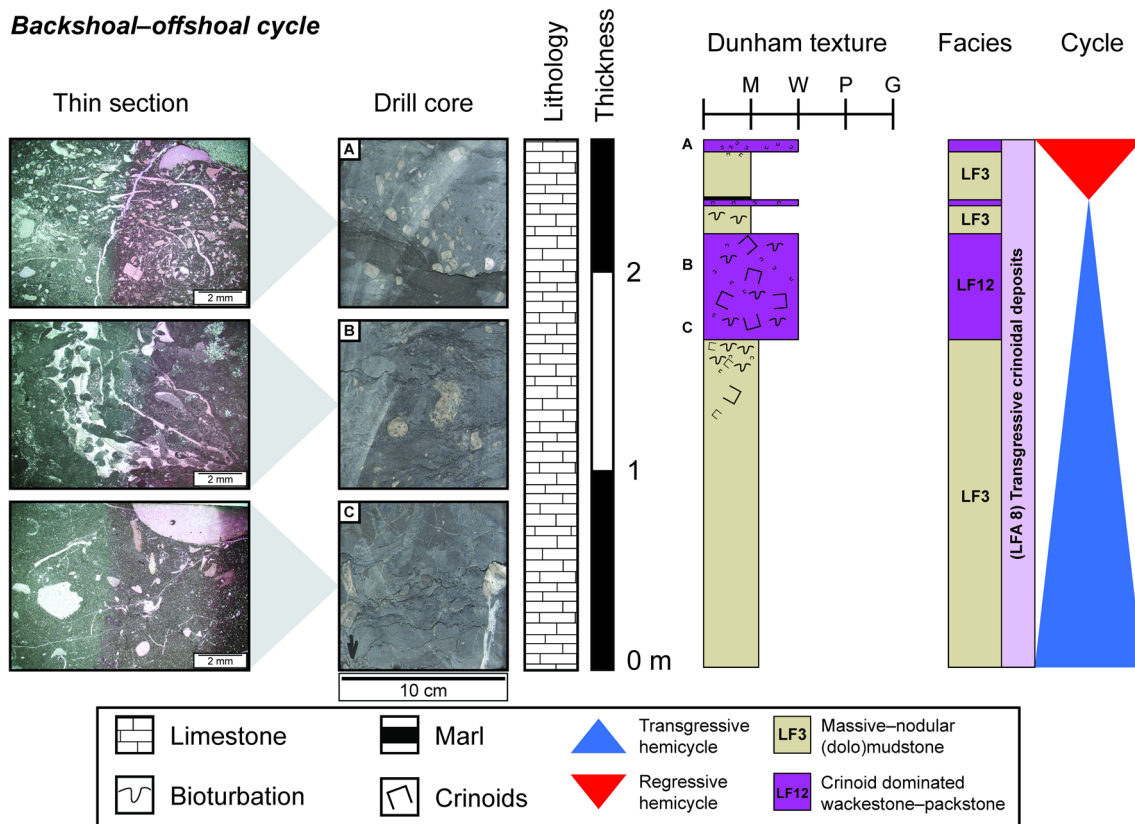 Backshoal–offshoal cycle
Thin section
Drill core
Lithology
Thickness
Dunham texture
M W P G
Facies
Cycle
2 mm
2 mm
2 mm
A
B
C
10 cm
2
1
0 m
A
B
C
LF3
LF3
LF12
LF3
(LFA 8) Transgressive crinoidal deposits
Limestone
Marl
Transgressive
hemicycle
LF3
Massive–nodular
(dolo)mudstone
Bioturbation
Crinoids
Regressive
hemicycle
LF12
Crinoid dominated
wackestone–packstone